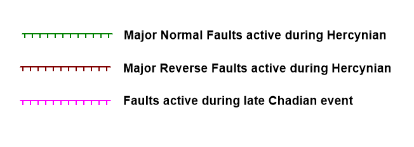 Major Normal Faults active during Hercynian
Major Reverse Faults active during Hercynian
Faults active during late Chadian event